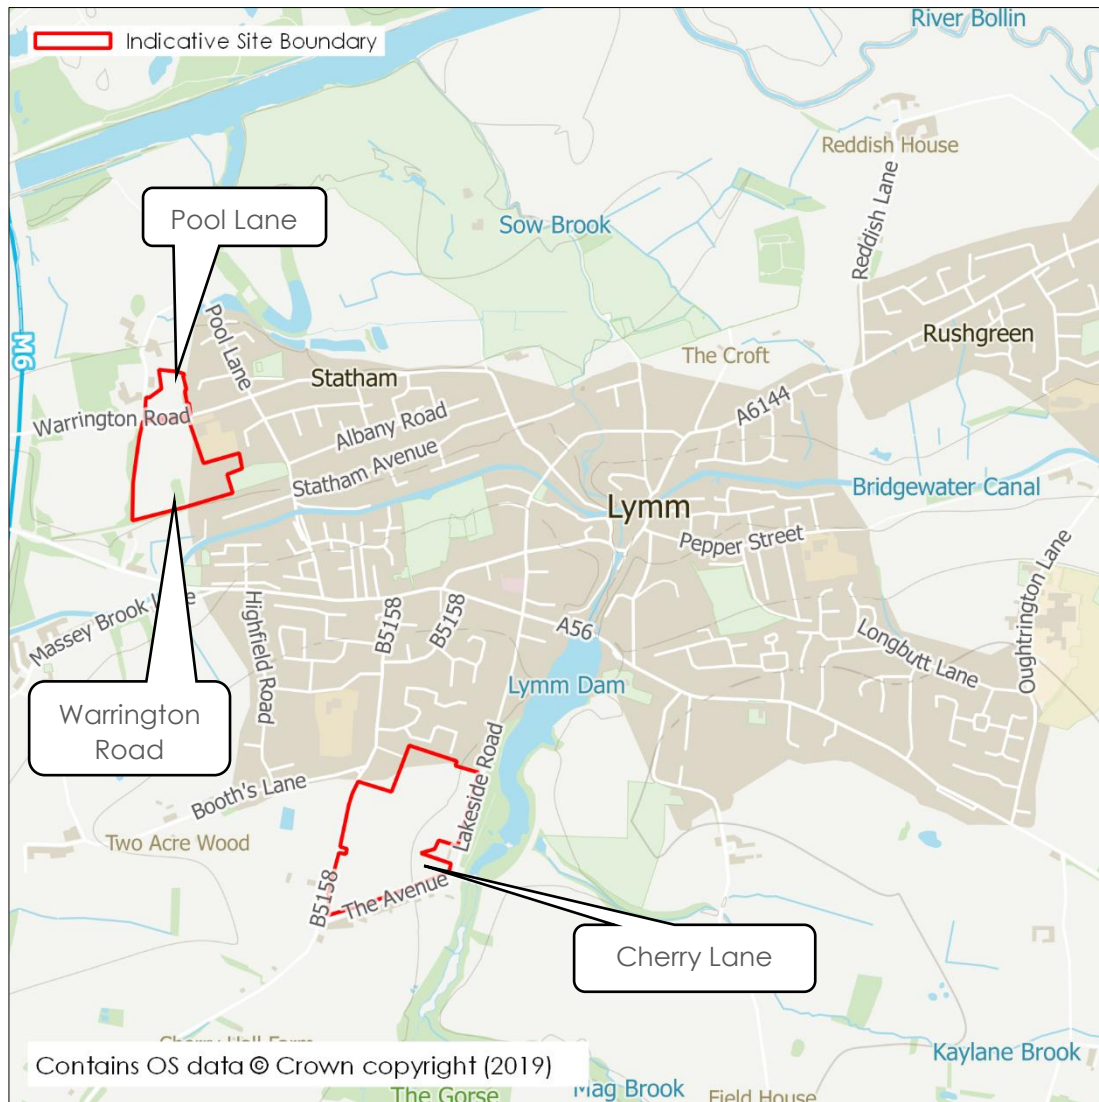 Indicative Site Boundary
River Bollin
Reddish House
Pool Lane
Sow Brook
Reddish Lane
M6
Pool Lane
Rushgreen
The Croft
Statham
Warrington Road
Albany Road
A6144
Statham Avenue
Bridgewater Canal
Lymm
Pepper Street
Massey Brook
Highfield Road
B5158
B5158
A56
Longbutt Lane
Oughtrington Lane
Lymm Dam
Warrington
Road
Lakeside Road
Booth's Lane
Two Acre Wood
B5158
The Avenue
Cherry Lane
Contains OS data © Crown copyright (2019)
Kaylane Brook
The Gorse
Mag Brook
Field House